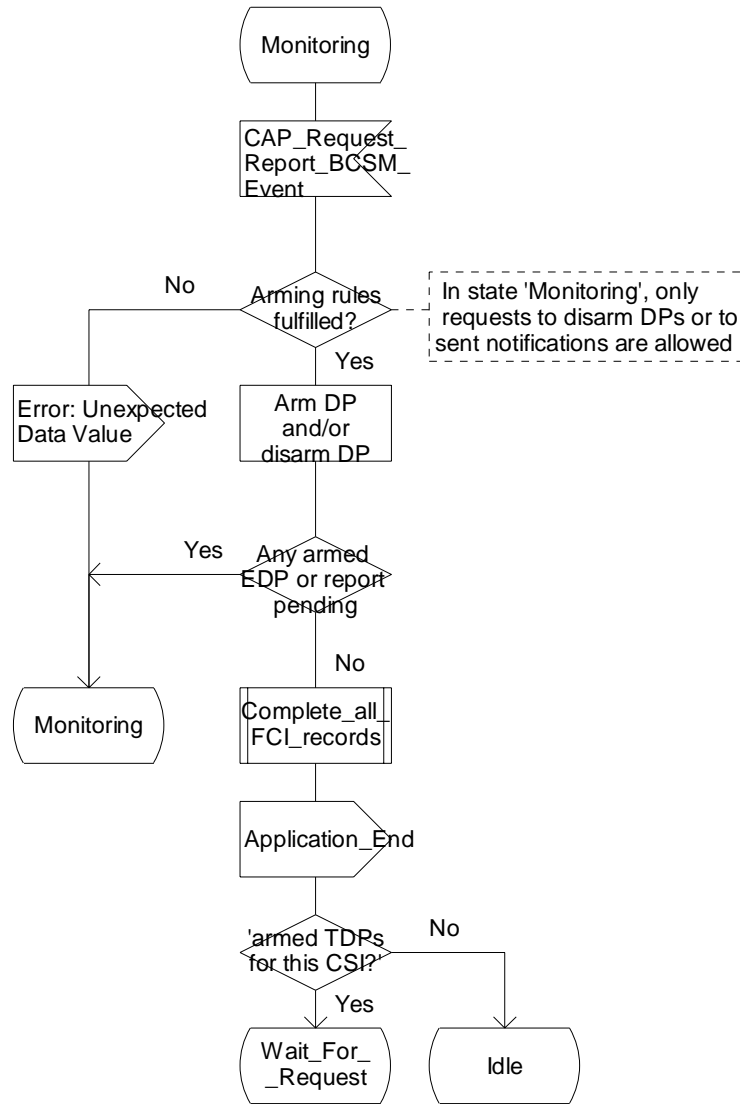 Monitoring
CAP_Request_
Report_BCSM_
Event
No
Arming rules
fulfilled?
In state 'Monitoring', only
requests to disarm DPs or to
sent notifications are allowed
Yes
Error: Unexpected
Data Value
Arm DP
and/or
disarm DP
Yes
Any armed
EDP or report
pending
No
Monitoring
Complete_all_
FCI_records
Application_End
'armed TDPs
for this CSI?'
No
Yes
Wait_For_
_Request
Idle